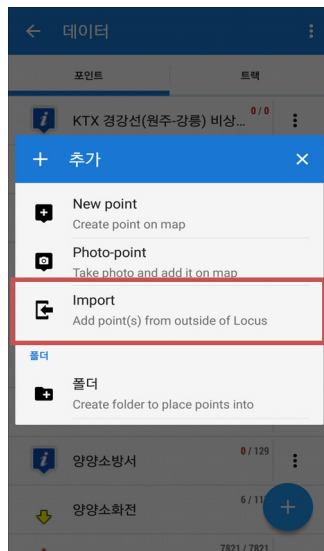 데이터
포인트
트랙
KTX 경강선(원주-강릉) 비상...
0 / 0
추가
New point
Create point on map
Photo-point
Take photo and add it on map
Import
Add point(s) from outside of Locus
폴더
폴더
Create folder to place points into
양양소방서
0 / 129
양양소화전
6 / 11
7821 / 7821